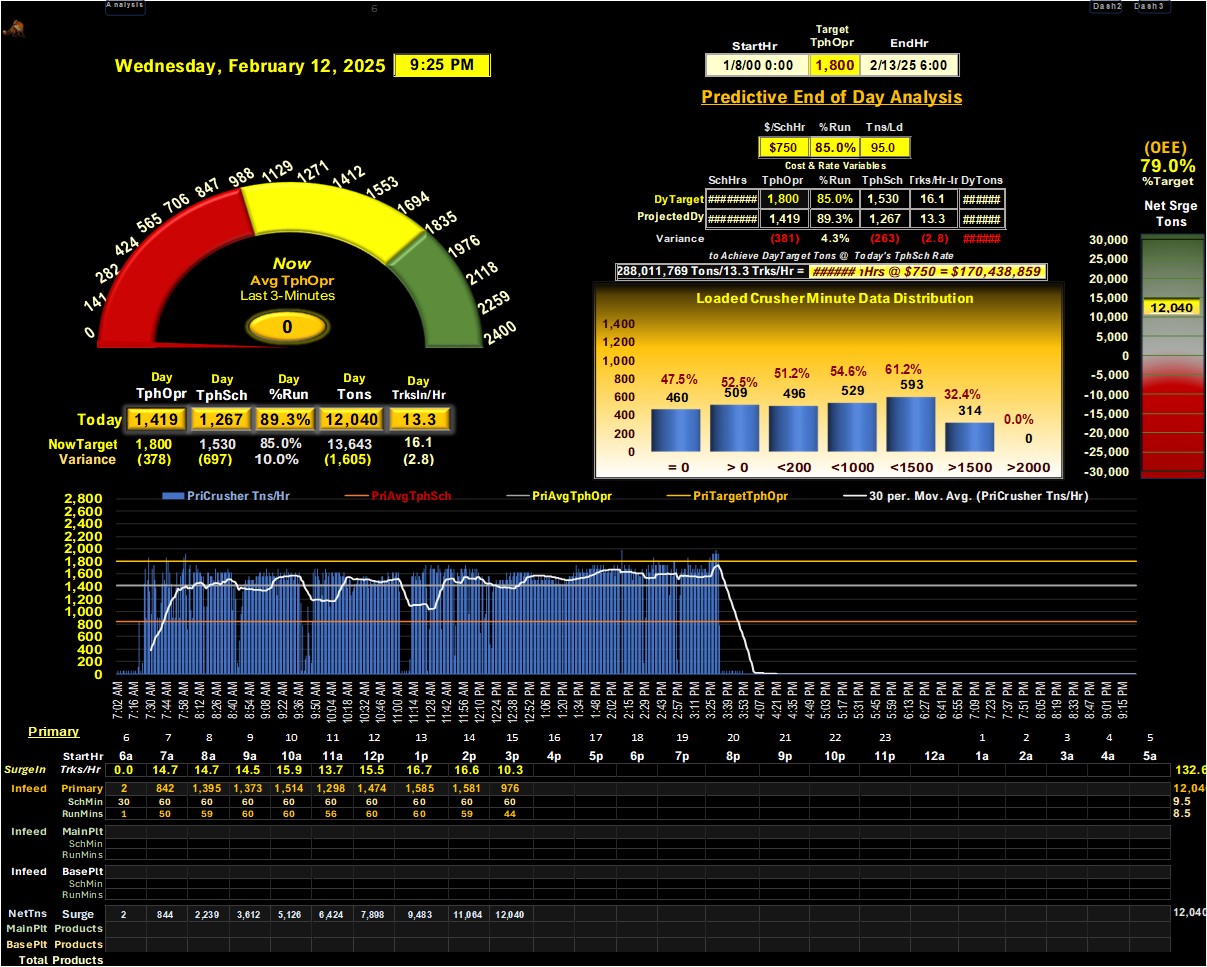 Analysis
6
Dash2 Dash3
Wednesday, February 12, 2025 9:25 PM
StartHr Target TphOpr EndHr
1/8/00 0:00 1,800 2/13/25 6:00
Predictive End of Day Analysis
$/SchHr %Run Tns/Ld
$750 85.0% 95.0
Cost & Rate Variables
SchHrs TphOpr %Run TphSch Trks/Hr-Ir DyTons
DyTarget ######## 1,800 85.0% 1,530 16.1 ######
ProjectedDy ######## 1,419 89.3% 1,267 13.3 ######
Variance (381) 4.3% (263) (2.8) ######
to Achieve DayTarget Tons @ Today's TphSch Rate
288,011,769 Tons/13.3 Trks/Hr = ###### ıHrs @ $750 = $170,438,859
(OEE)
79.0%
%Target
Net Srge
Tons
30,000
25,000
20,000
15,000
12,040
10,000
5,000
0
-5,000
-10,000
-15,000
-20,000
-25,000
-30,000
0 141 282 424 565 706 847 988 1129 1271 1412 1553 1694 1835 1976 2118 2259 2400
Now
Avg TphOpr
Last 3-Minutes
0
Day Day Day Day Day
TphOpr TphSch %Run Tons TrksIn/Hr
Today 1,419 1,267 89.3% 12,040 13.3
NowTarget 1,800 1,530 85.0% 13,643 16.1
Variance (378) (697) 10.0% (1,605) (2.8)
Loaded Crusher Minute Data Distribution
1,400
1,200
1,000
800
600
400
200
0
47.5% 52.5% 51.2% 54.6% 61.2% 32.4% 0.0%
460 509 496 529 593 314 0
= 0 > 0 <200 <1000 <1500 >1500 >2000
PriCrusher Tns/Hr PriAvgTphSch PriAvgTphOpr PriTargetTphOpr 30 per. Mov. Avg. (PriCrusher Tns/Hr)
2,800
2,600
2,400
2,200
2,000
1,800
1,600
1,400
1,200
1,000
800
600
400
200
0
7:02 AM 7:16 AM 7:30 AM 7:44 AM 7:58 AM 8:12 AM 8:26 AM 8:40 AM 8:54 AM 9:08 AM 9:22 AM 9:36 AM 9:50 AM 10:04 AM 10:18 AM 10:32 AM 10:46 AM 11:00 AM 11:14 AM 11:28 AM 11:42 AM 11:56 AM 12:10 PM 12:24 PM 12:38 PM 12:52 PM 1:06 PM 1:20 PM 1:34 PM 1:48 PM 2:02 PM 2:15 PM 2:29 PM 2:43 PM 2:57 PM 3:11 PM 3:25 PM 3:39 PM 3:53 PM 4:07 PM 4:21 PM 4:35 PM 4:49 PM 5:03 PM 5:17 PM 5:31 PM 5:45 PM 5:59 PM 6:13 PM 6:27 PM 6:41 PM 6:55 PM 7:09 PM 7:23 PM 7:37 PM 7:51 PM 8:05 PM 8:19 PM 8:33 PM 8:47 PM 9:01 PM 9:15 PM
Primary 6 7 8 9 10 11 12 13 14 15 16 17 18 19 20 21 22 23 1 2 3 4 5
StartHr 6a 7a 8a 9a 10a 11a 12p 1p 2p 3p 4p 5p 6p 7p 8p 9p 10p 11p 12a 1a 2a 3a 4a 5a
SurgeIn Trks/Hr 0.0 14.7 14.7 14.5 15.9 13.7 15.5 16.7 16.6 10.3 132.6
Infeed Primary 2 842 1,395 1,373 1,514 1,298 1,474 1,585 1,581 976 12,040
SchMin 30 60 60 60 60 60 60 60 60 60 9.5
RunMins 1 50 59 60 60 56 60 60 59 44 8.5
Infeed MainPlt
SchMin
RunMins
Infeed BasePlt
SchMin
RunMins
NetTns Surge 2 844 2,239 3,612 5,126 6,424 7,898 9,483 11,064 12,040 12,040
MainPlt Products
BasePlt Products
Total Products